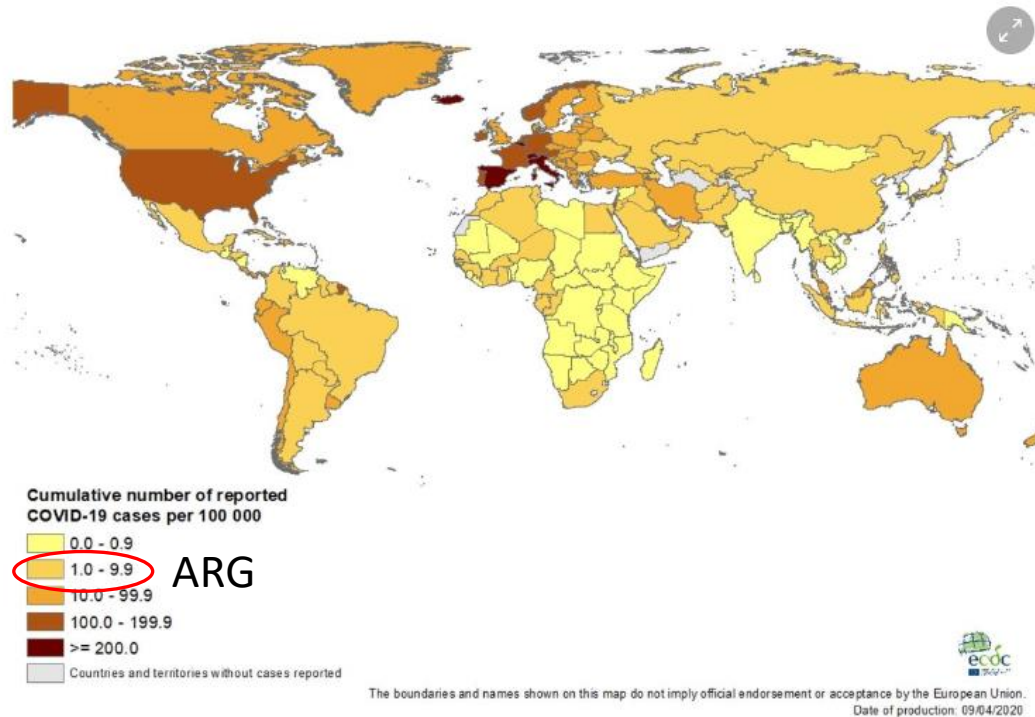 Cumulative number of reported
COVID-19 cases per 100 000
0.0 - 0.9
1.0 - 9.9
ARG
10.0 - 99.9
100.0 - 199.9
>= 200.0
Countries and territories without cases reported
ecdc
The boundaries and names shown on this map do not imply official endorsement or acceptance by the European Union.
Date of production: 09/04/2020